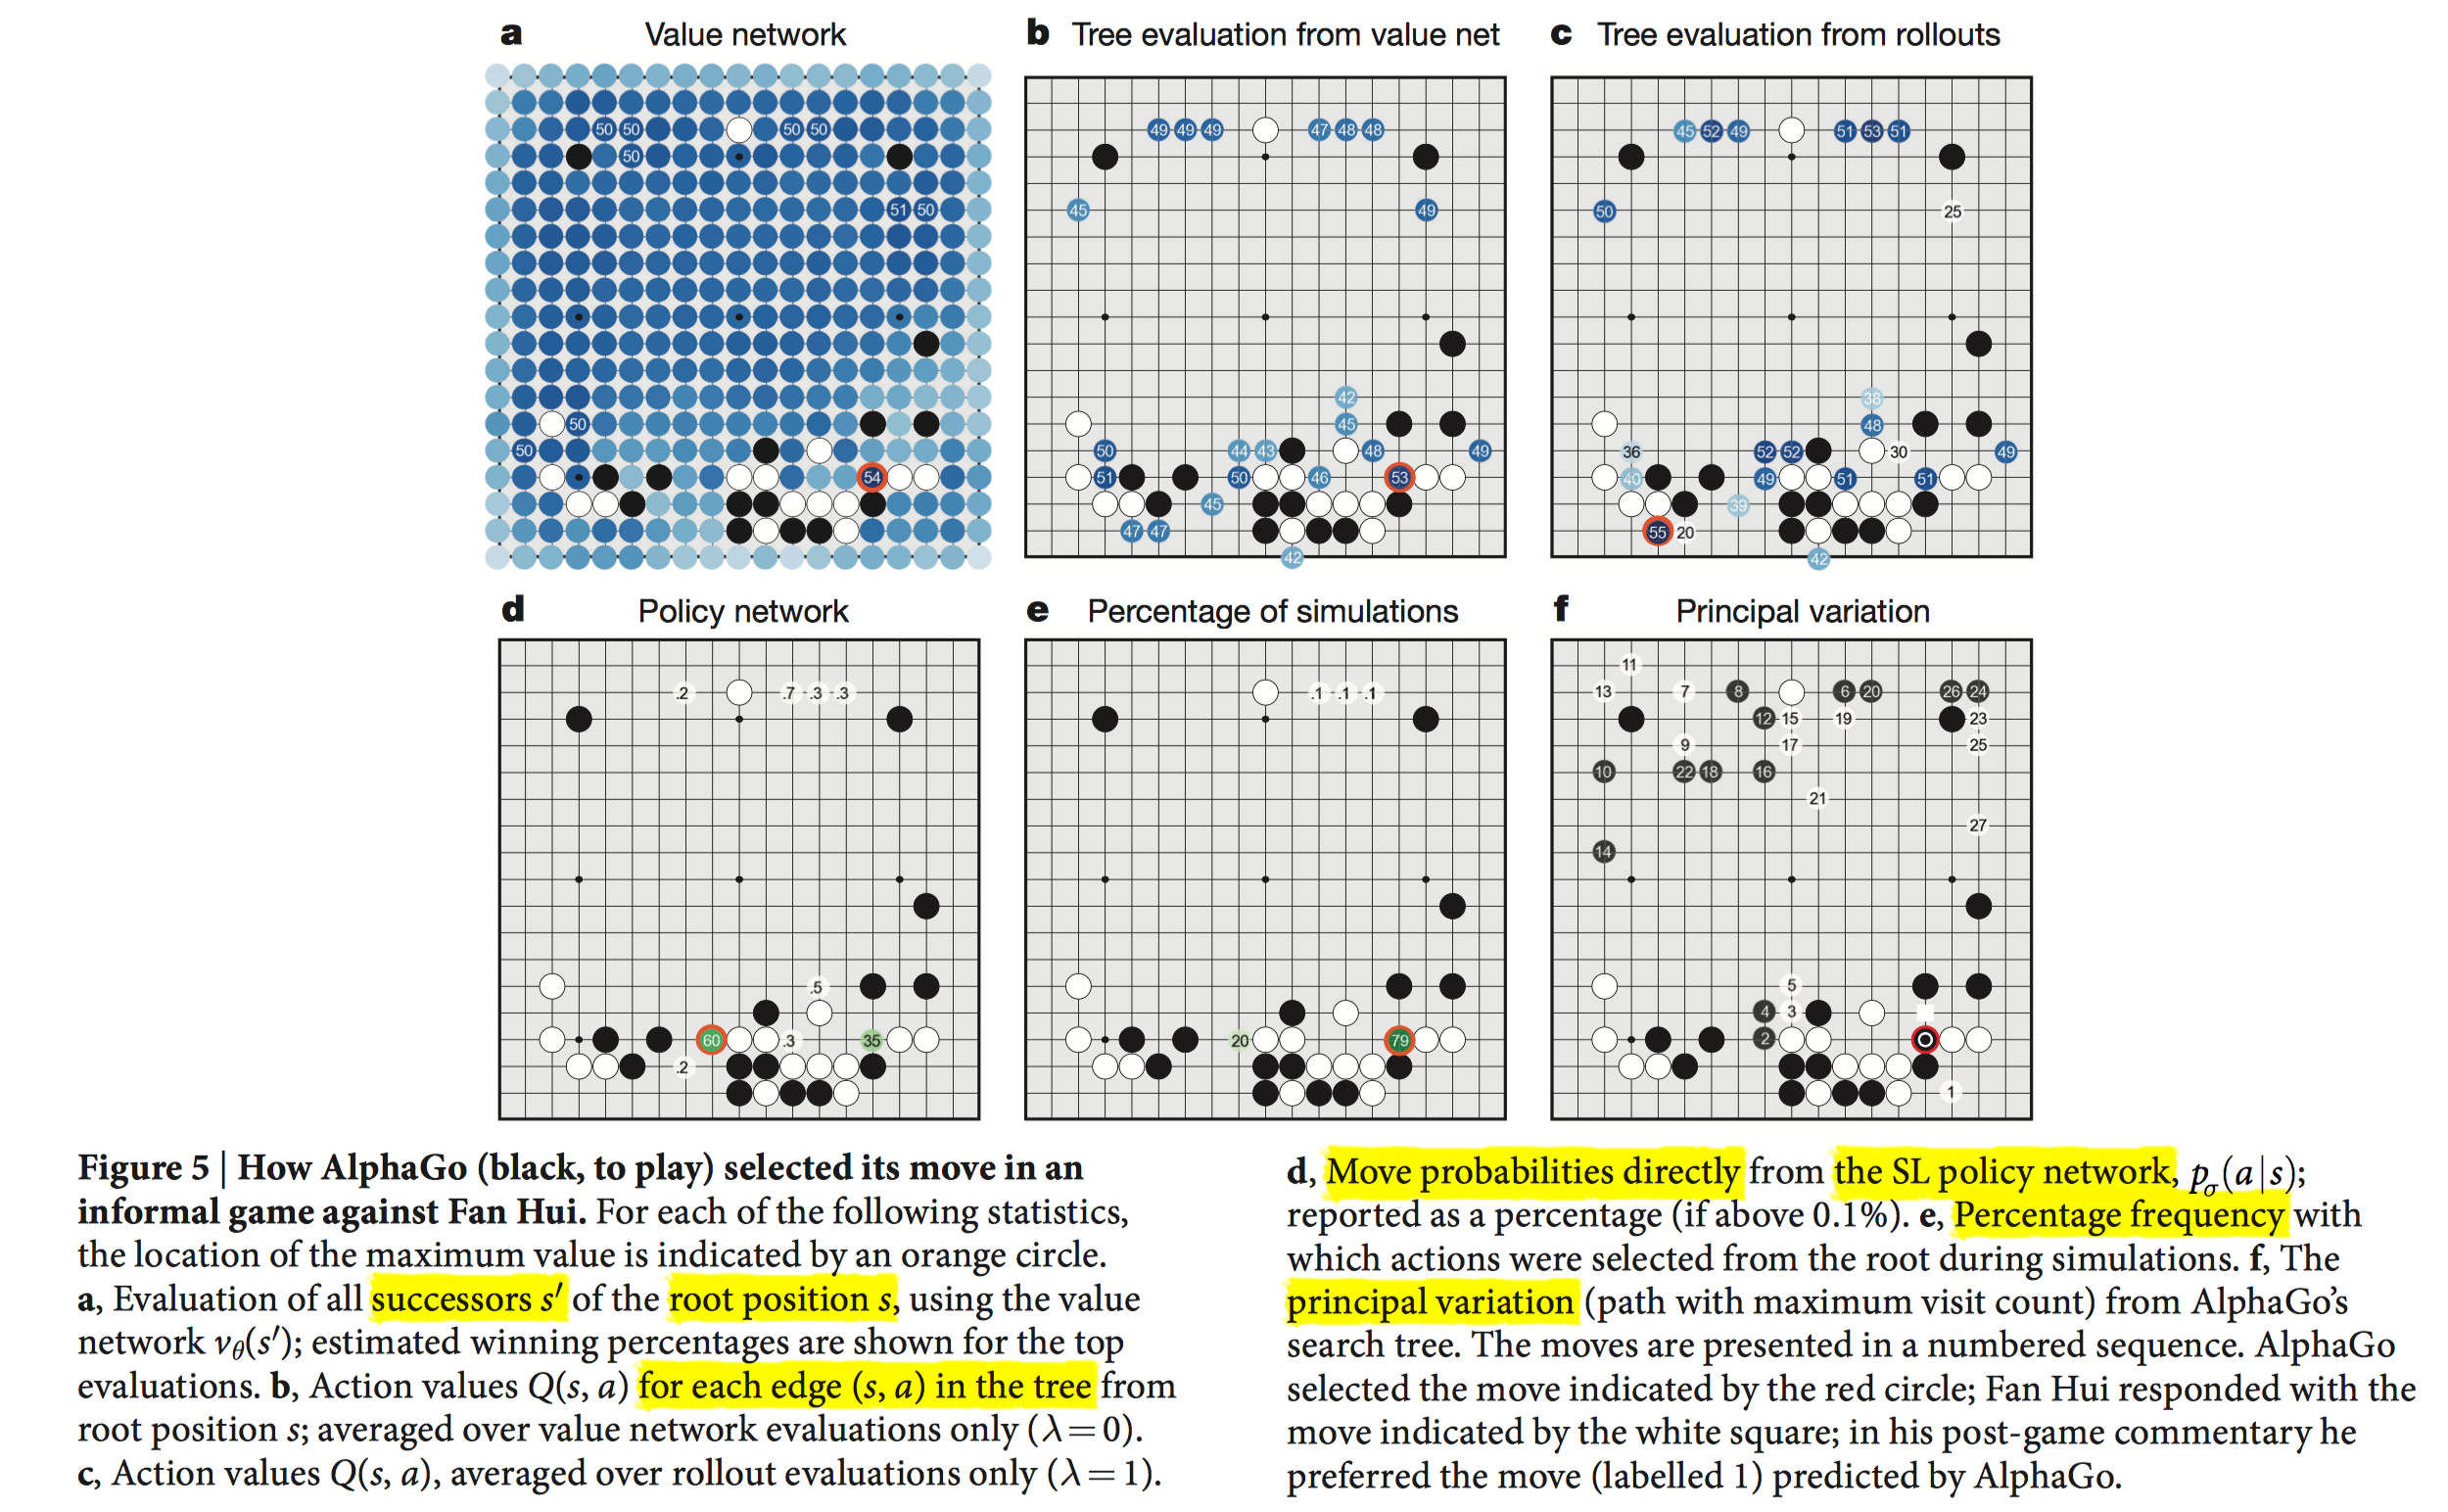 a Value network
50 50 50 50
50
51 50
50
50
54
b Tree evaluation from value net
49 49 49 47 48 48
45 49
42
45
50 44 43 48 49
51 50 46 53
45
47 47
42
c Tree evaluation from rollouts
45 52 49 51 53 51
50 25
38
48
36 52 52 30 49
40 49 51 51
39
55 20
42
d Policy network
.2 .7 .3 .3
.5
60 .3 35
.2
e Percentage of simulations
.1 .1 .1
20 79
f Principal variation
11
13 7 8 6 20 26 24
12 15 19 23
9 17 25
10 22 18 16
21
27
14
5
4 3
2
1
Figure 5 | How AlphaGo (black, to play) selected its move in an
informal game against Fan Hui. For each of the following statistics,
the location of the maximum value is indicated by an orange circle.
a, Evaluation of all successors s′ of the root position s, using the value
network vθ(s′); estimated winning percentages are shown for the top
evaluations. b, Action values Q(s, a) for each edge (s, a) in the tree from
root position s; averaged over value network evaluations only (λ = 0).
c, Action values Q(s, a), averaged over rollout evaluations only (λ = 1).
d, Move probabilities directly from the SL policy network, pσ(a|s);
reported as a percentage (if above 0.1%). e, Percentage frequency with
which actions were selected from the root during simulations. f, The
principal variation (path with maximum visit count) from AlphaGo’s
search tree. The moves are presented in a numbered sequence. AlphaGo
selected the move indicated by the red circle; Fan Hui responded with the
move indicated by the white square; in his post-game commentary he
preferred the move (labelled 1) predicted by AlphaGo.